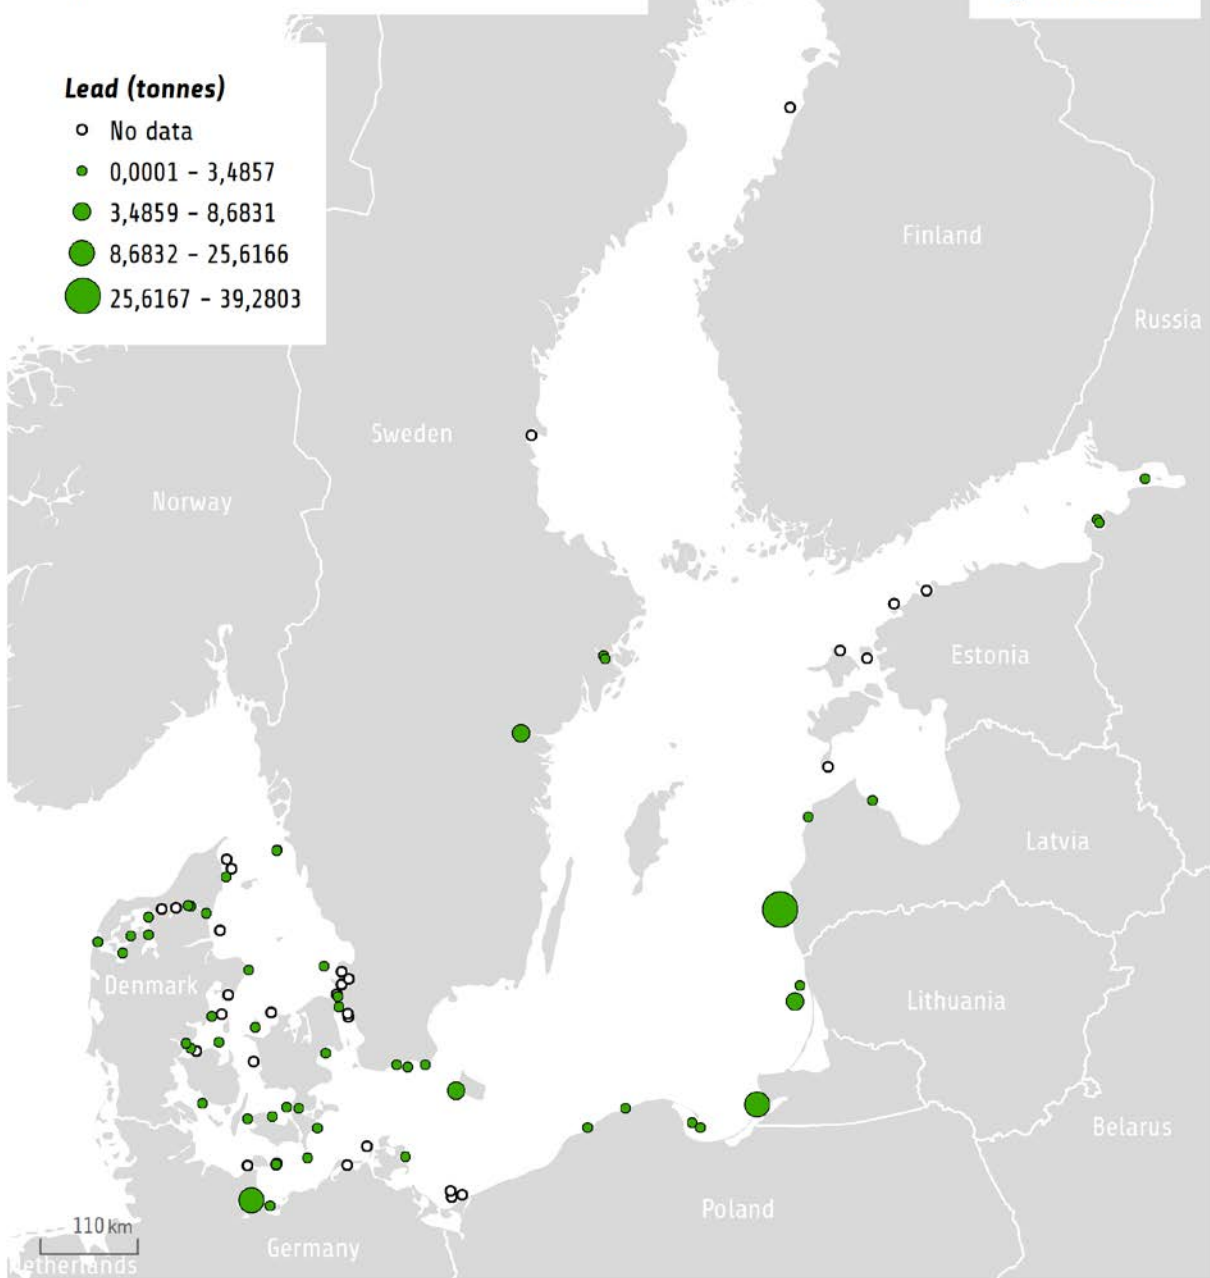 Lead (tonnes)
No data
0,0001 - 3,4857
3,4859 - 8,6831
8,6832 - 25,6166
25,6167 - 39,2803
Finland
Russia
Sweden
Norway
Estonia
Latvia
Denmark
Lithuania
Belarus
Poland
110 km
Germany
etherlands